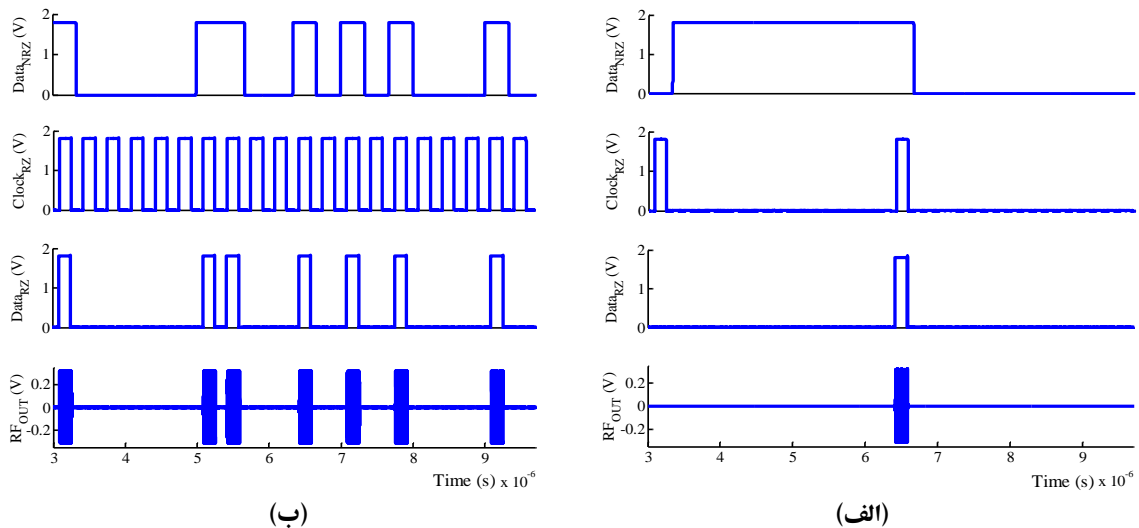 Data_NRZ (V)
2
1
0
Clock_RZ (V)
2
1
0
Data_RZ (V)
2
1
0
RF_OUT (V)
0.2
0
-0.2
3 4 5 6 7 8 9
Time (s) x 10^-6
(ب)
Data_NRZ (V)
2
1
0
Clock_RZ (V)
2
1
0
Data_RZ (V)
2
1
0
RF_OUT (V)
0.2
0
-0.2
3 4 5 6 7 8 9
Time (s) x 10^-6
(الف)